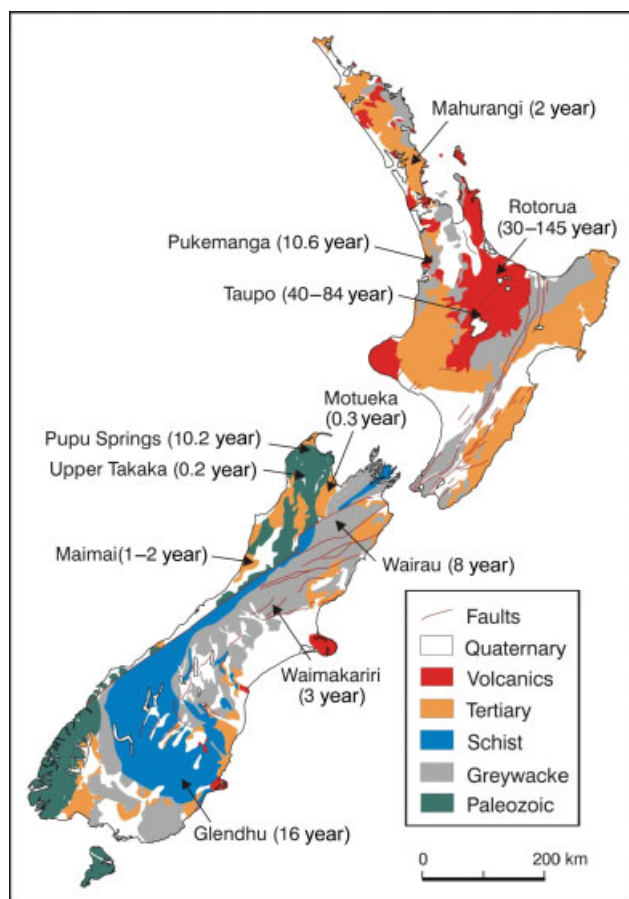 Mahurangi (2 year)
Rotorua
(30–145 year)
Pukemanga (10.6 year)
Taupo (40–84 year)
Motueka
(0.3 year)
Pupu Springs (10.2 year)
Upper Takaka (0.2 year)
Maimai(1–2 year)
Wairau (8 year)
Waimakariri
(3 year)
Glendhu (16 year)
Faults
Quaternary
Volcanics
Tertiary
Schist
Greywacke
Paleozoic
0 200 km